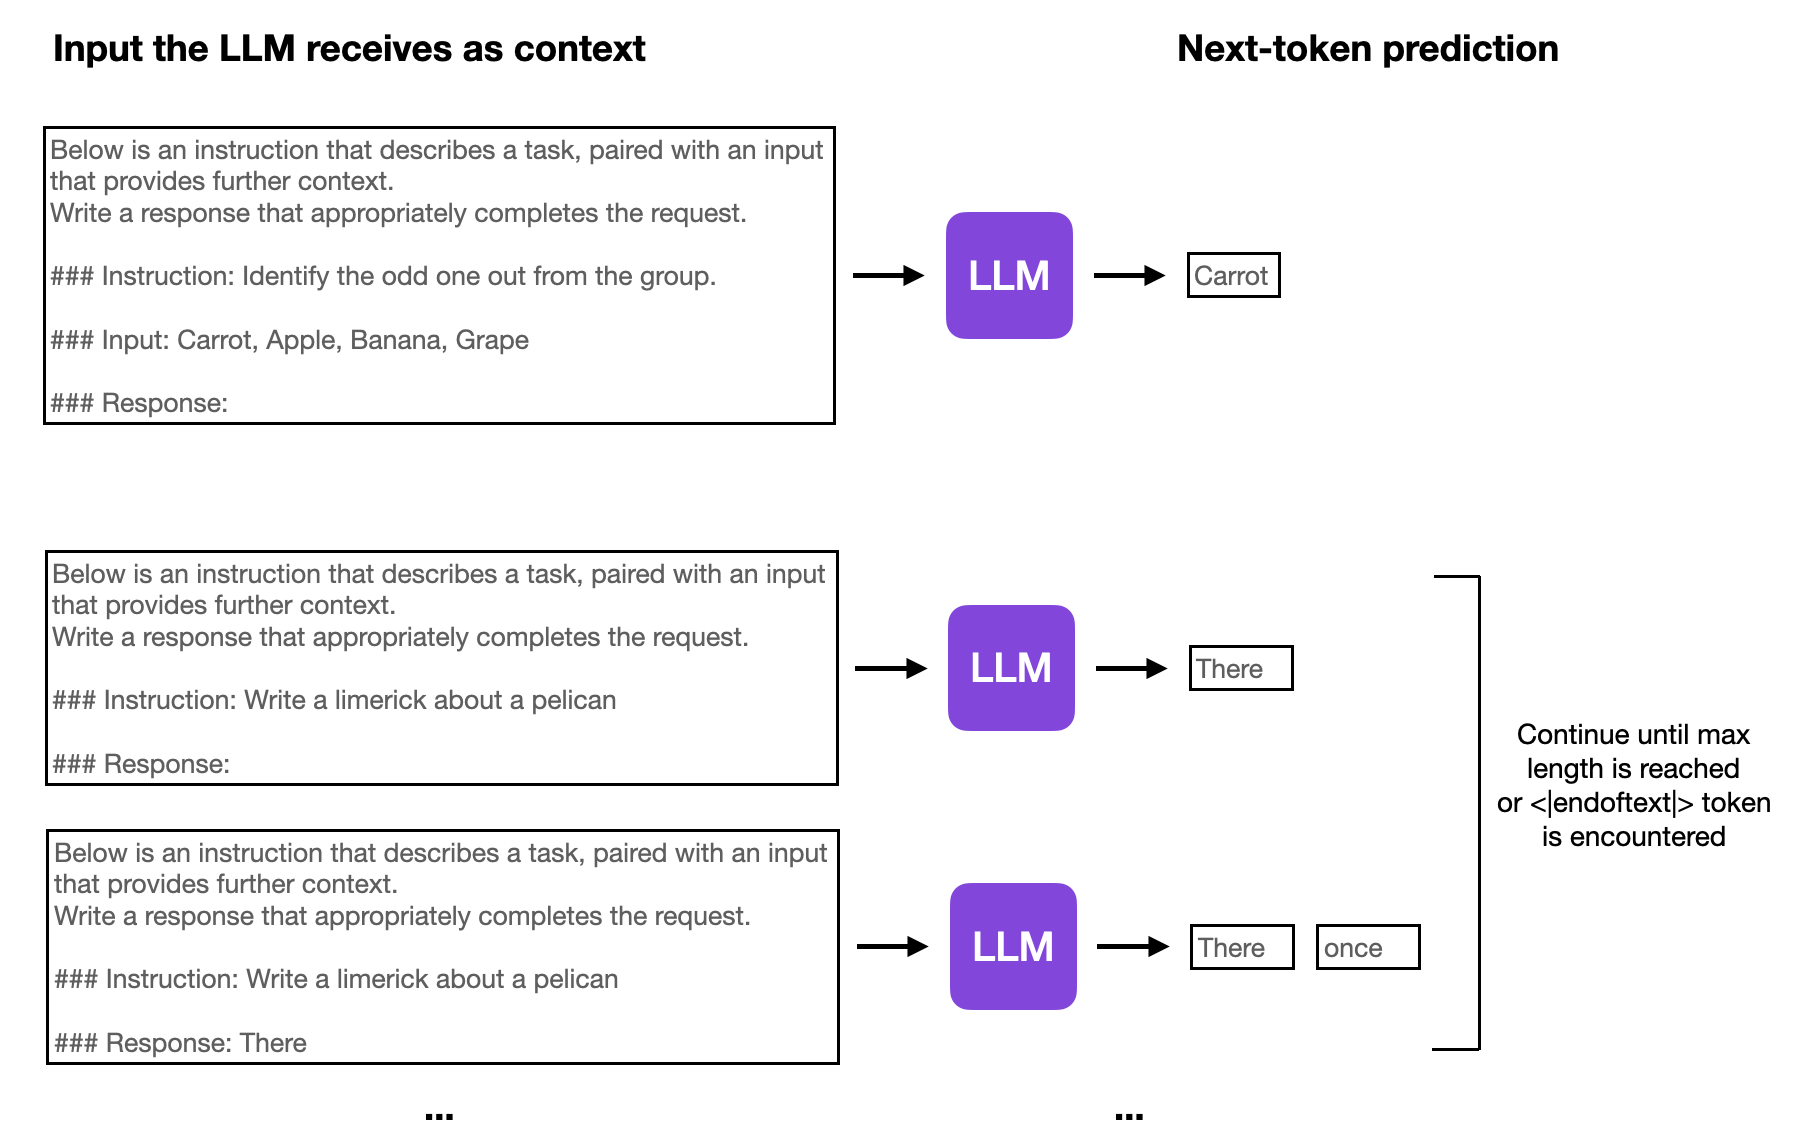 Input the LLM receives as context
Next-token prediction
Below is an instruction that describes a task, paired with an input
that provides further context.
Write a response that appropriately completes the request.
### Instruction: Identify the odd one out from the group.
### Input: Carrot, Apple, Banana, Grape
### Response:
LLM
Carrot
Below is an instruction that describes a task, paired with an input
that provides further context.
Write a response that appropriately completes the request.
### Instruction: Write a limerick about a pelican
### Response:
LLM
There
Below is an instruction that describes a task, paired with an input
that provides further context.
Write a response that appropriately completes the request.
### Instruction: Write a limerick about a pelican
### Response: There
LLM
There
once
Continue until max
length is reached
or <|endoftext|> token
is encountered
...
...